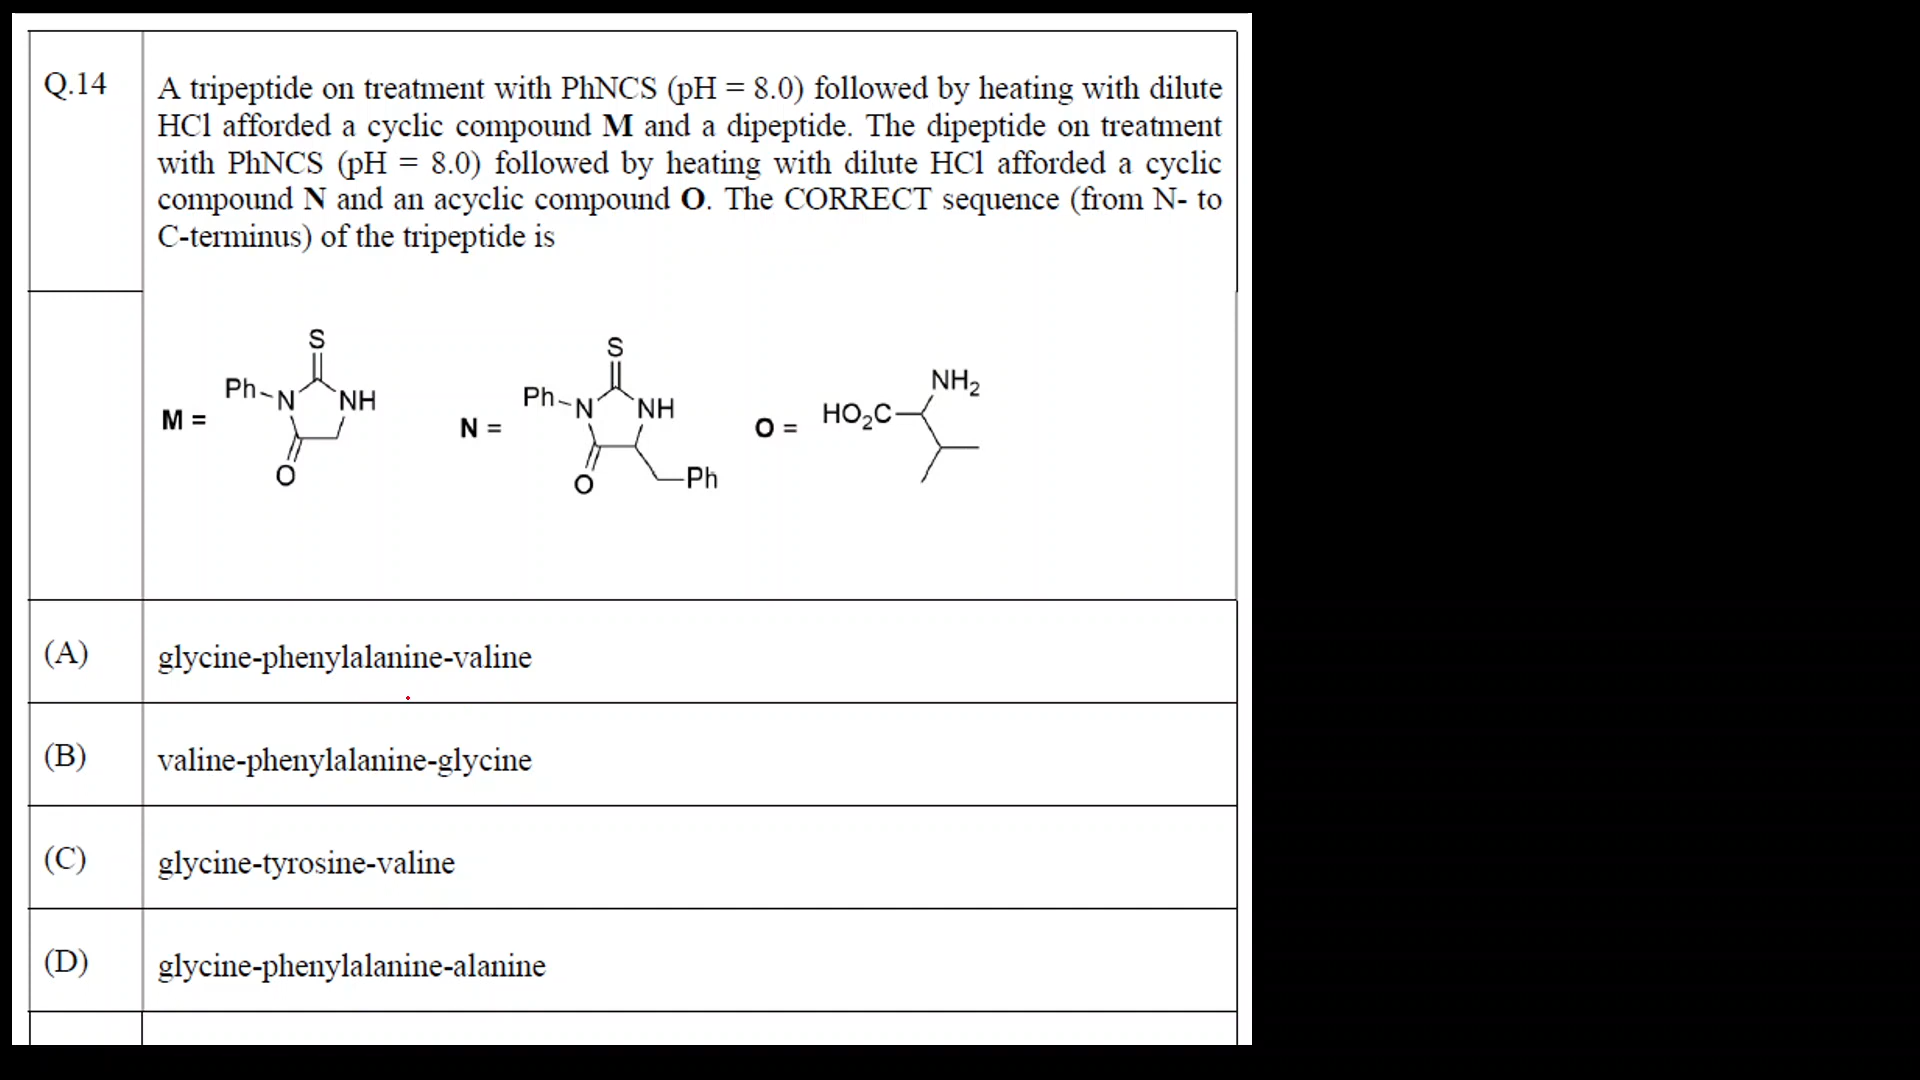 Q.14
A tripeptide on treatment with PhNCS (pH = 8.0) followed by heating with dilute
HCl afforded a cyclic compound M and a dipeptide. The dipeptide on treatment
with PhNCS (pH = 8.0) followed by heating with dilute HCl afforded a cyclic
compound N and an acyclic compound O. The CORRECT sequence (from N- to
C-terminus) of the tripeptide is
M =
S
Ph
N
NH
O
N =
S
Ph
N
NH
O
Ph
O =
HO2C
NH2
(A) glycine-phenylalanine-valine
(B) valine-phenylalanine-glycine
(C) glycine-tyrosine-valine
(D) glycine-phenylalanine-alanine